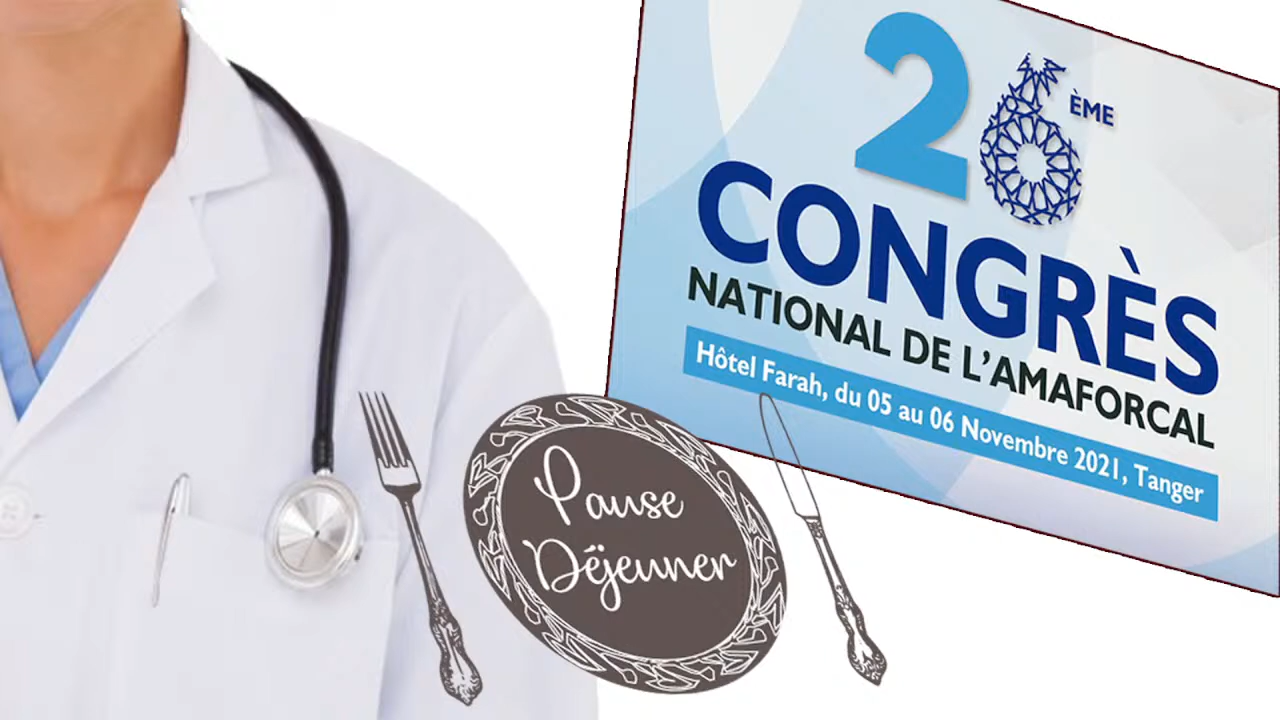 26ÈME
CONGRÈS
NATIONAL DE L'AMAFORCAL
Hôtel Farah, du 05 au 06 Novembre 2021, Tanger
Pause
Déjeuner